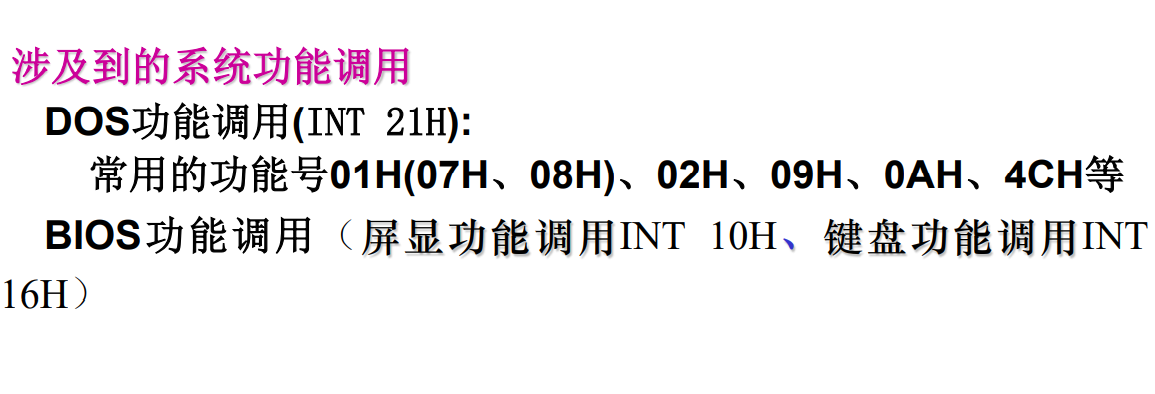 涉及到的系统功能调用
DOS功能调用(INT 21H):
常用的功能号01H(07H、08H)、02H、09H、0AH、4CH等
BIOS功能调用（屏显功能调用INT 10H、键盘功能调用INT
16H）